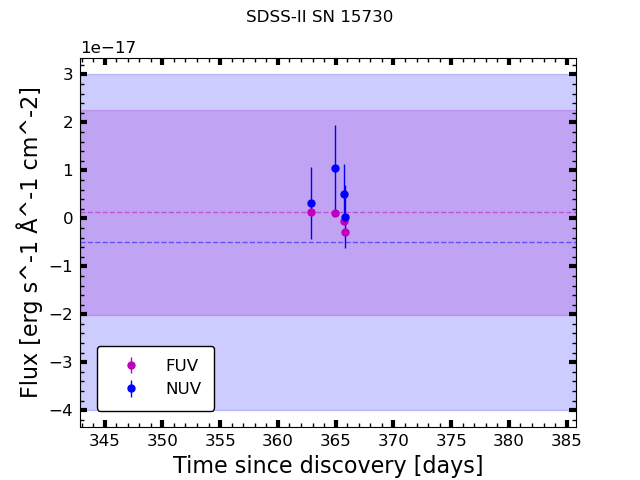 SDSS-II SN 15730
1e−17
3
2
1
0
−1
−2
−3
−4
Flux [erg s^-1 Å^-1 cm^-2]
FUV
NUV
345 350 355 360 365 370 375 380 385
Time since discovery [days]